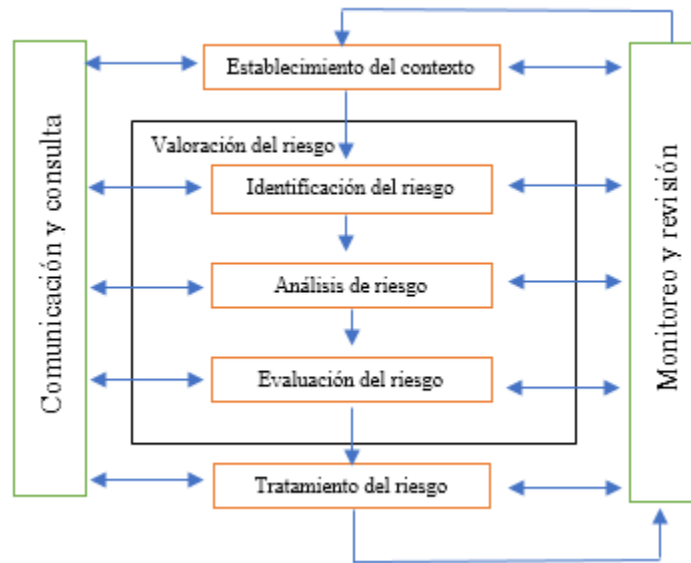 Establecimiento del contexto
Comunicación y consulta
Monitoreo y revisión
Valoración del riesgo
Identificación del riesgo
Análisis de riesgo
Evaluación del riesgo
Tratamiento del riesgo